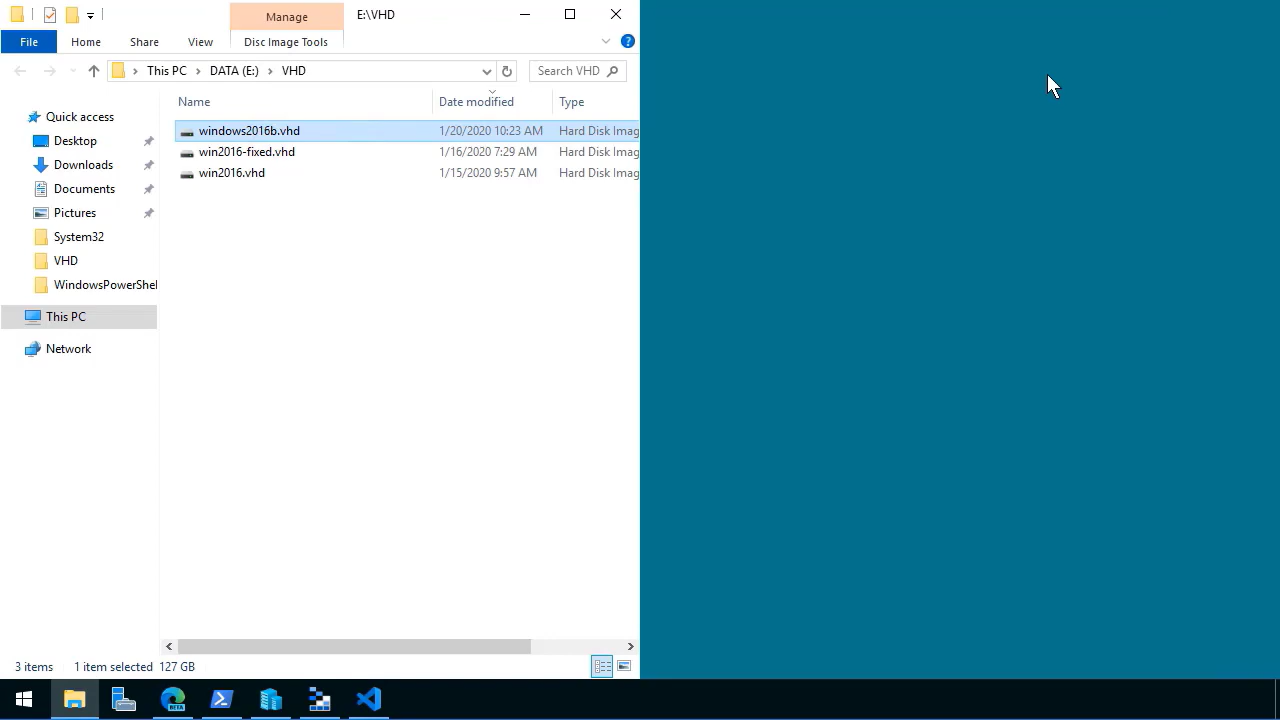 Manage
E:\VHD
File
Home
Share
View
Disc Image Tools
?
This PC
DATA (E:)
VHD
Search VHD
Name
Date modified
Type
Quick access
Desktop
Downloads
Documents
Pictures
System32
VHD
WindowsPowerShel
This PC
Network
windows2016b.vhd 1/20/2020 10:23 AM Hard Disk Imag
win2016-fixed.vhd 1/16/2020 7:29 AM Hard Disk Imag
win2016.vhd 1/15/2020 9:57 AM Hard Disk Imag
3 items 1 item selected 127 GB
BETA